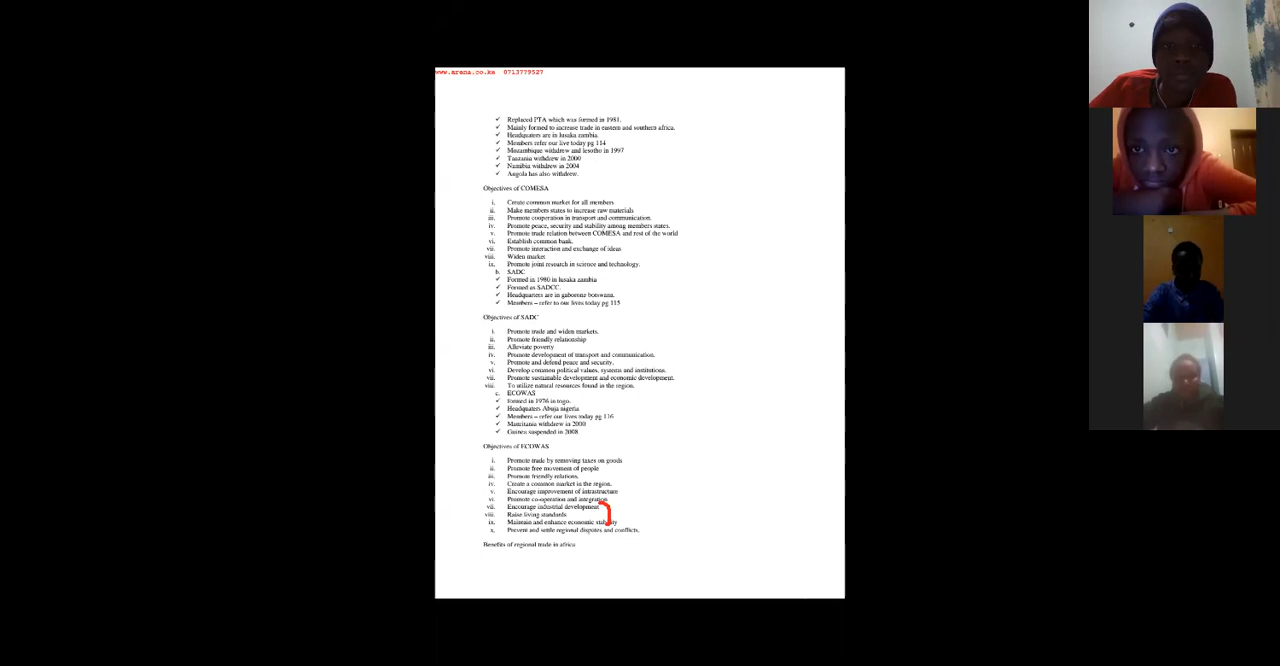 www.arena.co.ke 0713779527
✓ Replaced PTA which was formed in 1981.
✓ Mainly formed to increase trade in eastern and southern africa.
✓ Headquaters are in lusaka zambia.
✓ Members refer our live today pg 114
✓ Mozambique withdrew and lesotho in 1997
✓ Tanzania withdrew in 2000
✓ Namibia withdrew in 2004
✓ Angola has also withdrew.
Objectives of COMESA
i. Create common market for all members
ii. Make members states to increase raw materials
iii. Promote cooperation in transport and communication.
iv. Promote peace, security and stability among members states.
v. Promote trade relation between COMESA and rest of the world
vi. Establish common bank.
vii. Promote interaction and exchange of ideas
viii. Widen market
ix. Promote joint research in science and technology.
b. SADC
✓ Formed in 1980 in lusaka zambia
✓ Formed as SADCC.
✓ Headquarters are in gaborone botswana.
✓ Members – refer to our lives today pg 115
Objectives of SADC
i. Promote trade and widen markets.
ii. Promote friendly relationship
iii. Alleviate poverty
iv. Promote development of transport and communication.
v. Promote and defend peace and security.
vi. Develop common political values, systems and institutions.
vii. Promote sustainable development and economic development.
viii. To utilize natural resources found in the region.
c. ECOWAS
✓ formed in 1976 in togo.
✓ Headquaters Abuja nigeria
✓ Members – refer our lives today pg 116
✓ Mauritania withdrew in 2000
✓ Guinea suspended in 2008
Objectives of ECOWAS
i. Promote trade by removing taxes on goods
ii. Promote free movement of people
iii. Promote friendly relations.
iv. Create a common market in the region.
v. Encourage improvement of infrastructure
vi. Promote co-operation and integration
vii. Encourage industrial development
viii. Raise living standards
ix. Maintain and enhance economic stability
x. Prevent and settle regional disputes and conflicts.
Benefits of regional trade in africa